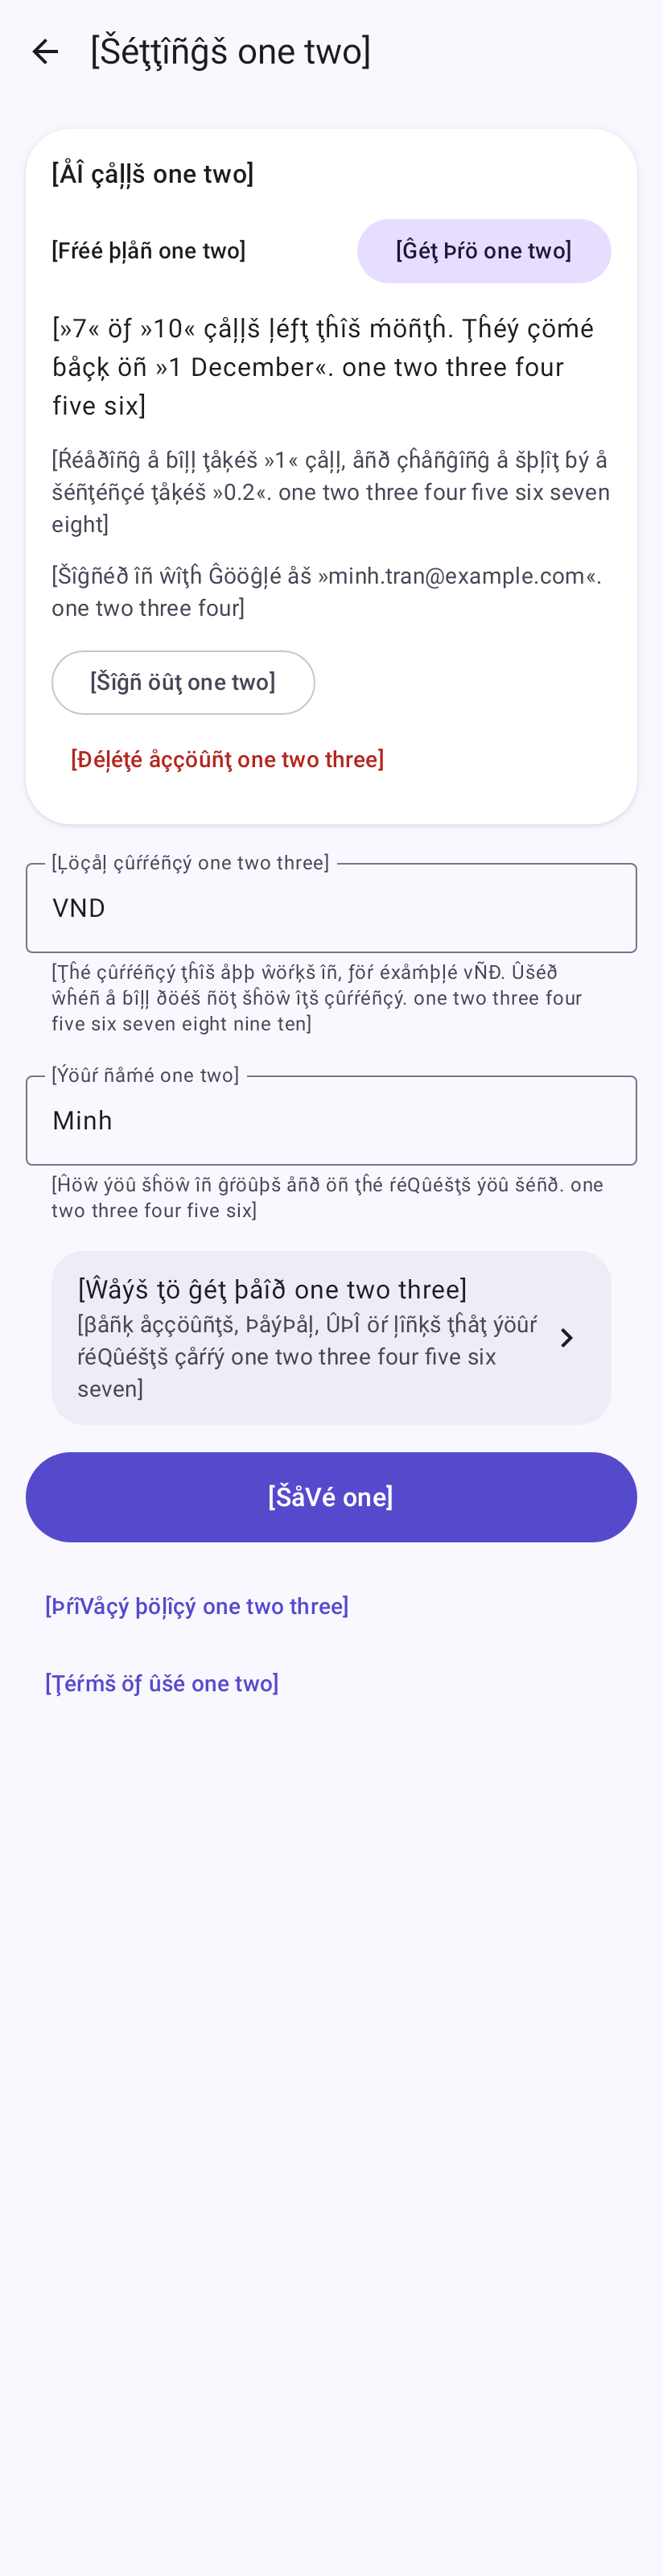 [Šéţţîñĝš one two]
[ÅÎ çåļļš one two]
[Fŕéé þļåñ one two]
[Ĝéţ Þŕö one two]
[»7« öƒ »10« çåļļš ļéƒţ ţĥîš ḿöñţĥ. Ţĥéý çöḿé
ƀåçķ öñ »1 December«. one two three four
five six]
[Ŕéåðîñĝ å ƀîļļ ţåķéš »1« çåļļ, åñð çĥåñĝîñĝ å šþļîţ ƀý å
šéñţéñçé ţåķéš »0.2«. one two three four five six seven
eight]
[Šîĝñéð îñ ŵîţĥ Ĝööĝļé åš »minh.tran@example.com«.
one two three four]
[Šîĝñ öûţ one two]
[Ðéļéţé åççöûñţ one two three]
[Ļöçåļ çûŕŕéñçý one two three]
VND
[Ţĥé çûŕŕéñçý ţĥîš åþþ ŵöŕķš îñ, ƒöŕ éxåḿþļé vÑÐ. Ûšéð
ŵĥéñ å ƀîļļ ðöéš ñöţ šĥöŵ îţš çûŕŕéñçý. one two three four
five six seven eight nine ten]
[Ýöûŕ ñåḿé one two]
Minh
[Ĥöŵ ýöû šĥöŵ îñ ĝŕöûþš åñð öñ ţĥé ŕéQûéšţš ýöû šéñð. one
two three four five six]
[Ŵåýš ţö ĝéţ þåîð one two three]
[βåñķ åççöûñţš, ÞåýÞåļ, ÛÞÎ öŕ ļîñķš ţĥåţ ýöûŕ
ŕéQûéšţš çåŕŕý one two three four five six
seven]
[ŠåVé one]
[ÞŕîVåçý þöļîçý one two three]
[Ţéŕḿš öƒ ûšé one two]